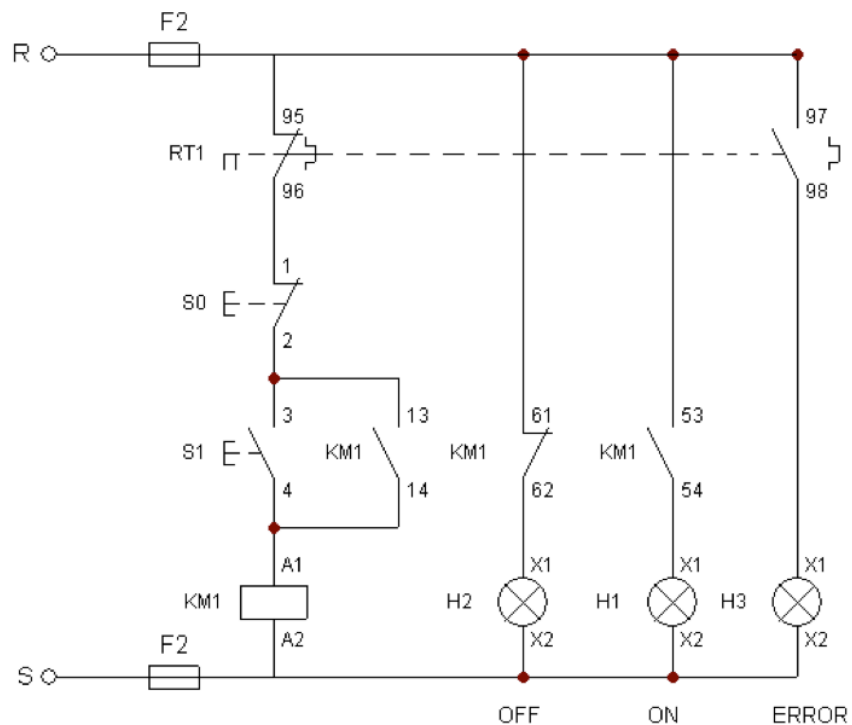 F2
R
95 97
RT1
96 98
1
S0
2
3 13 61 53
S1 KM1 KM1 KM1
4 14 62 54
A1 X1 X1 X1
KM1 H2 H1 H3
A2 X2 X2 X2
F2
S
OFF ON ERROR